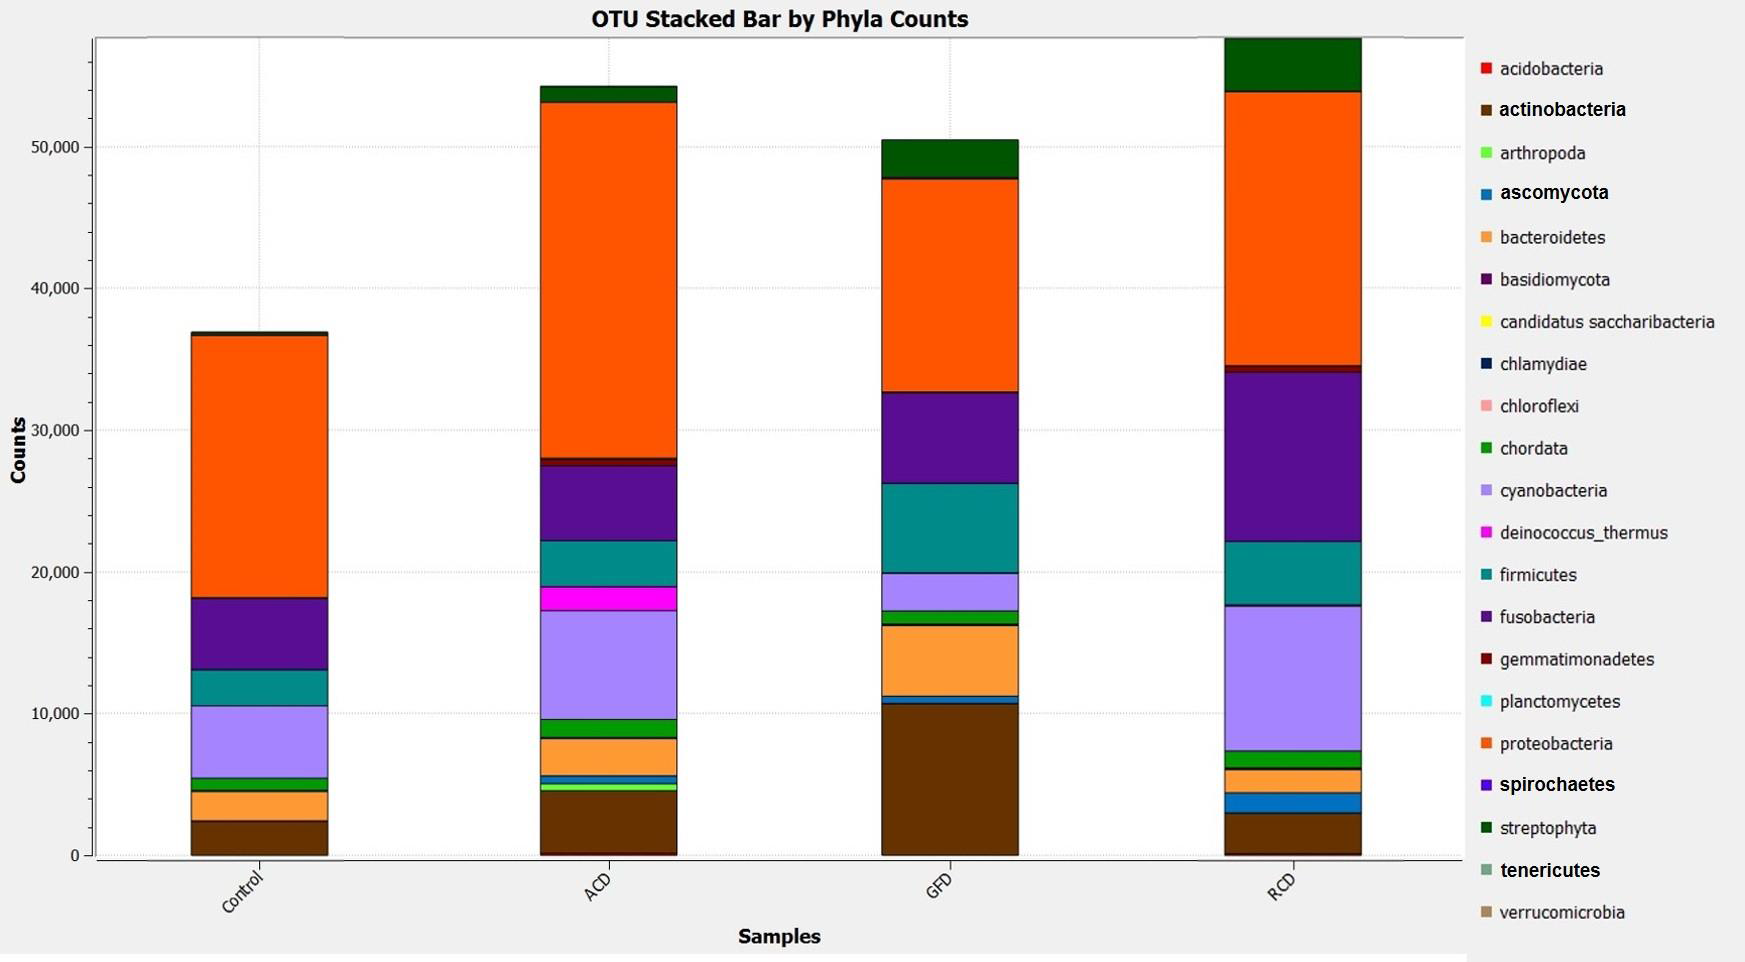 OTU Stacked Bar by Phyla Counts
50,000
40,000
30,000
20,000
10,000
0
Counts
Control
ACD
GFD
RCD
Samples
acidobacteria
actinobacteria
arthropoda
ascomycota
bacteroidetes
basidiomycota
candidatus saccharibacteria
chlamydiae
chloroflexi
chordata
cyanobacteria
deinococcus_thermus
firmicutes
fusobacteria
gemmatimonadetes
planctomycetes
proteobacteria
spirochaetes
streptophyta
tenericutes
verrucomicrobia